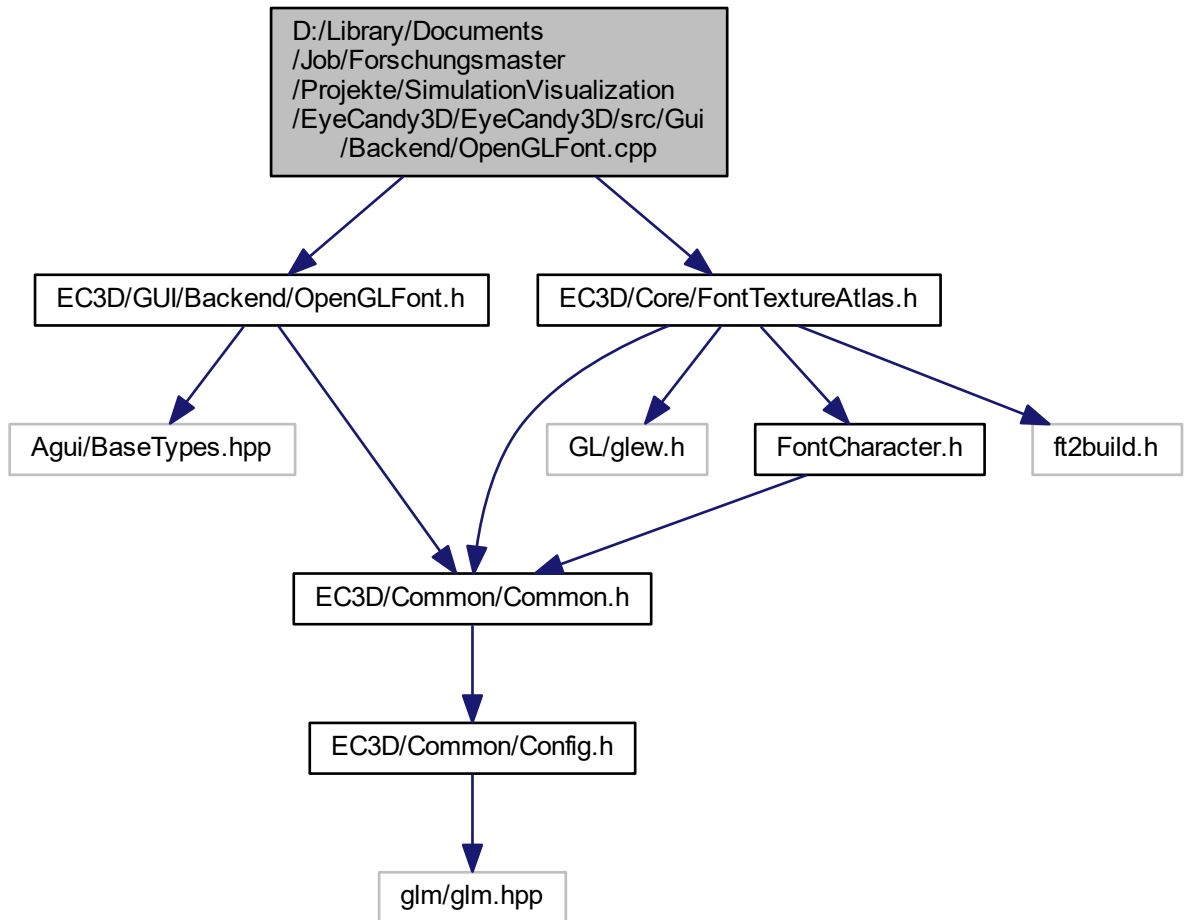 D:/Library/Documents
/Job/Forschungsmaster
/Projekte/SimulationVisualization
/EyeCandy3D/EyeCandy3D/src/Gui
/Backend/OpenGLFont.cpp
EC3D/GUI/Backend/OpenGLFont.h
EC3D/Core/FontTextureAtlas.h
Agui/BaseTypes.hpp
GL/glew.h
FontCharacter.h
ft2build.h
EC3D/Common/Common.h
EC3D/Common/Config.h
glm/glm.hpp